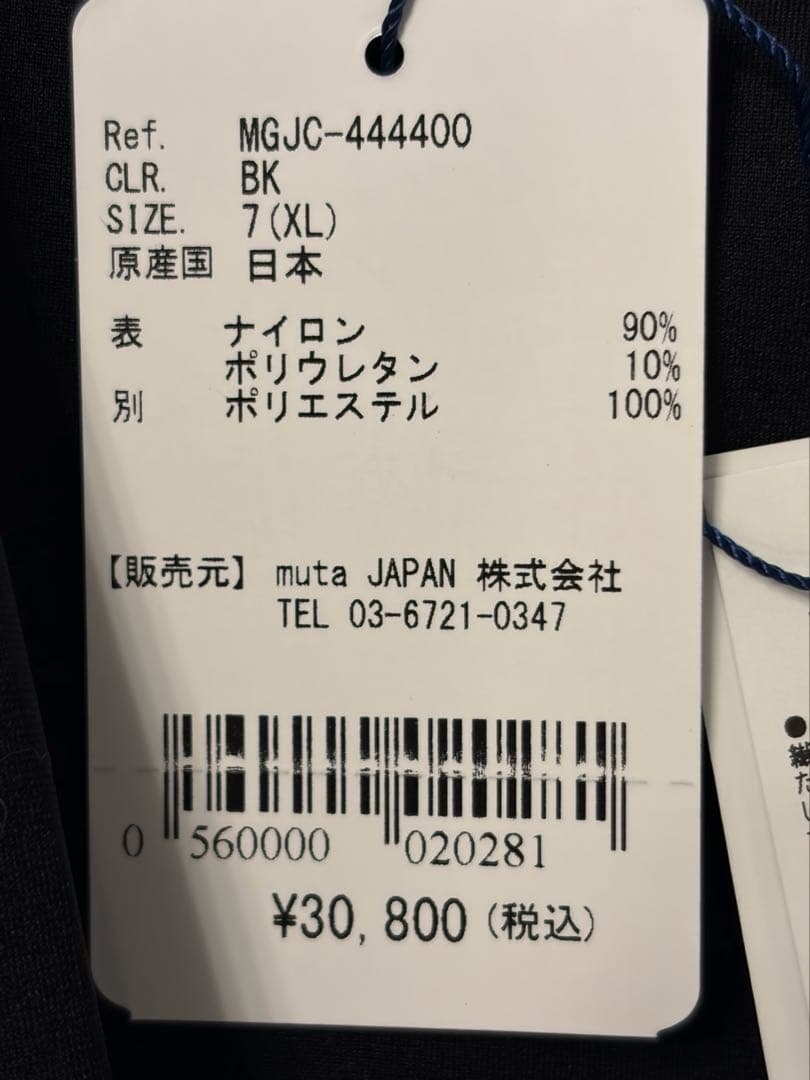 Ref. MGJC-444400
CLR. BK
SIZE. 7(XL)
原産国 日本
表 ナイロン 90%
ポリウレタン 10%
別 ポリエステル 100%
【販売元】 muta JAPAN 株式会社
TEL 03-6721-0347
0 560000 020281
¥30,800(税込)